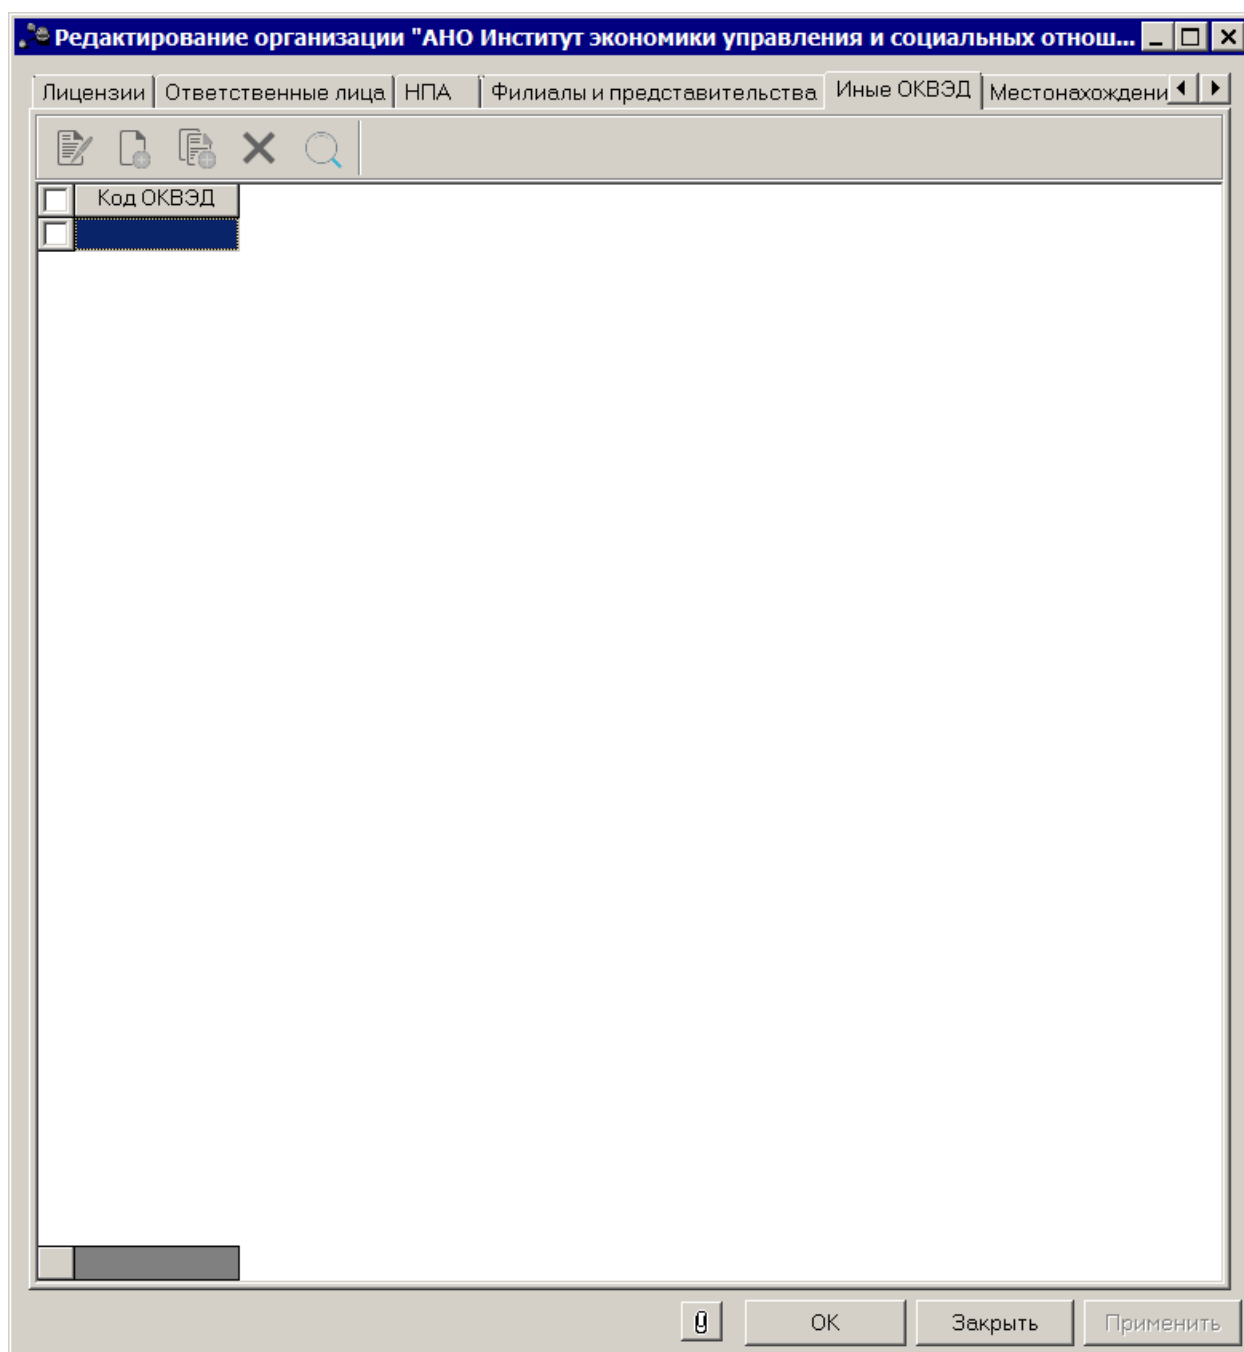 Редактирование организации "АНО Институт экономики управления и социальных отнош...
Лицензии Ответственные лица НПА Филиалы и представительства Иные ОКВЭД Местонахождени
Код ОКВЭД
ОК Закрыть Применить